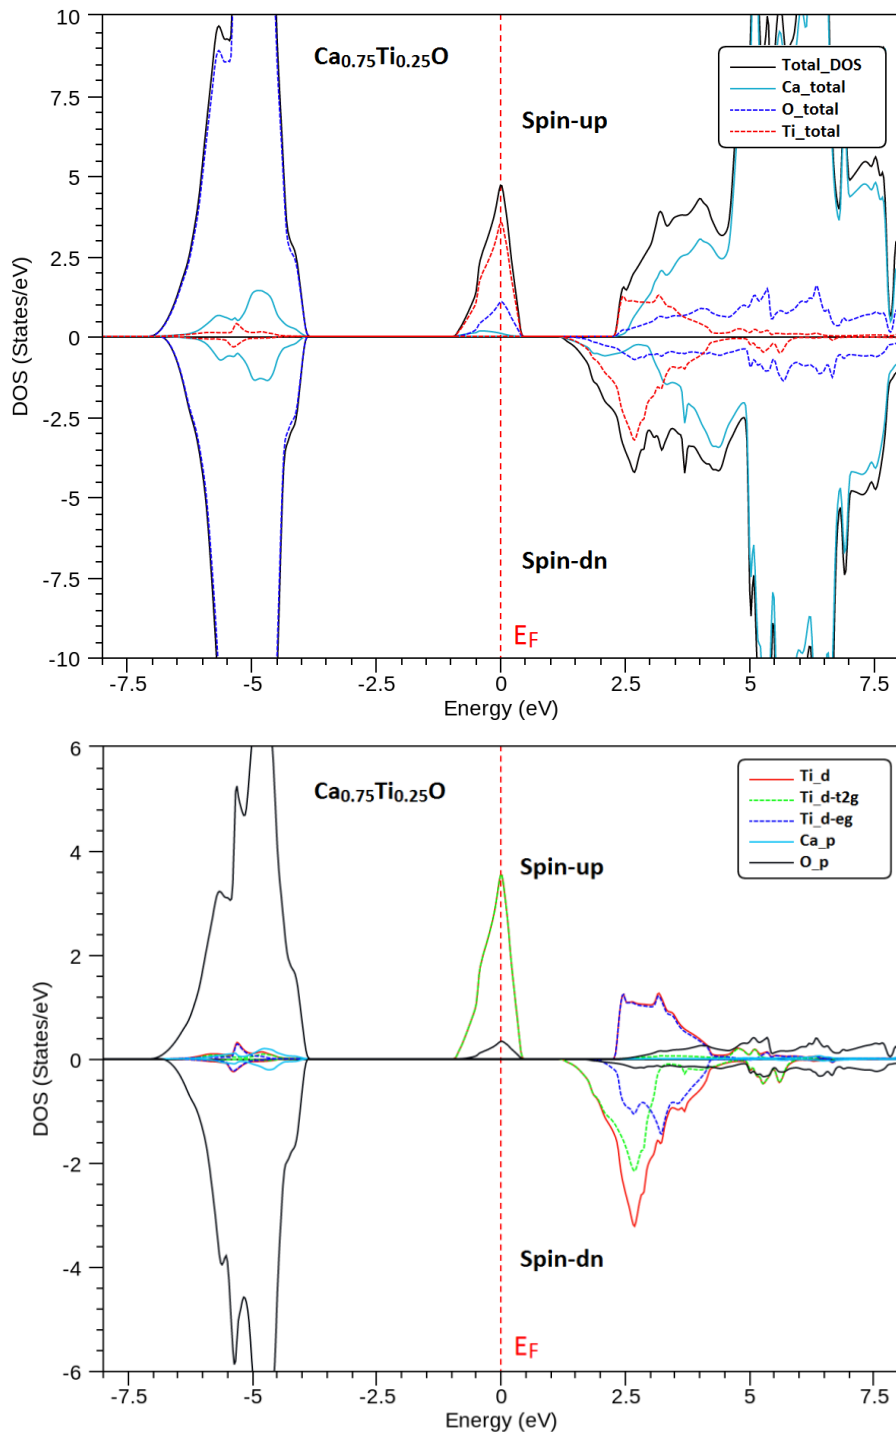 10
7.5
5
2.5
0
-2.5
-5
-7.5
-10
DOS (States/eV)
Ca0.75Ti0.25O
Spin-up
Total_DOS
Ca_total
O_total
Ti_total
Spin-dn
EF
-7.5 -5 -2.5 0 2.5 5 7.5
Energy (eV)
6
4
2
0
-2
-4
-6
DOS (States/eV)
Ca0.75Ti0.25O
Spin-up
Ti_d
Ti_d-t2g
Ti_d-eg
Ca_p
O_p
Spin-dn
EF
-7.5 -5 -2.5 0 2.5 5 7.5
Energy (eV)